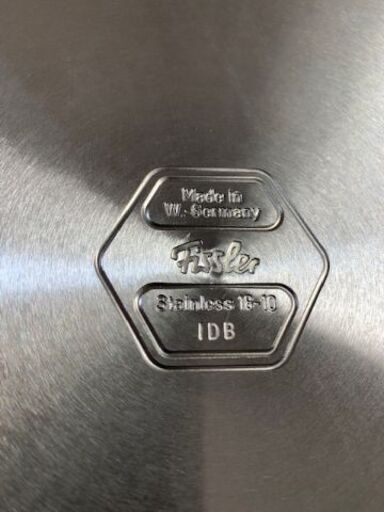 Made in
W.-Germany
Fissler
Stainless 18-10
IDB